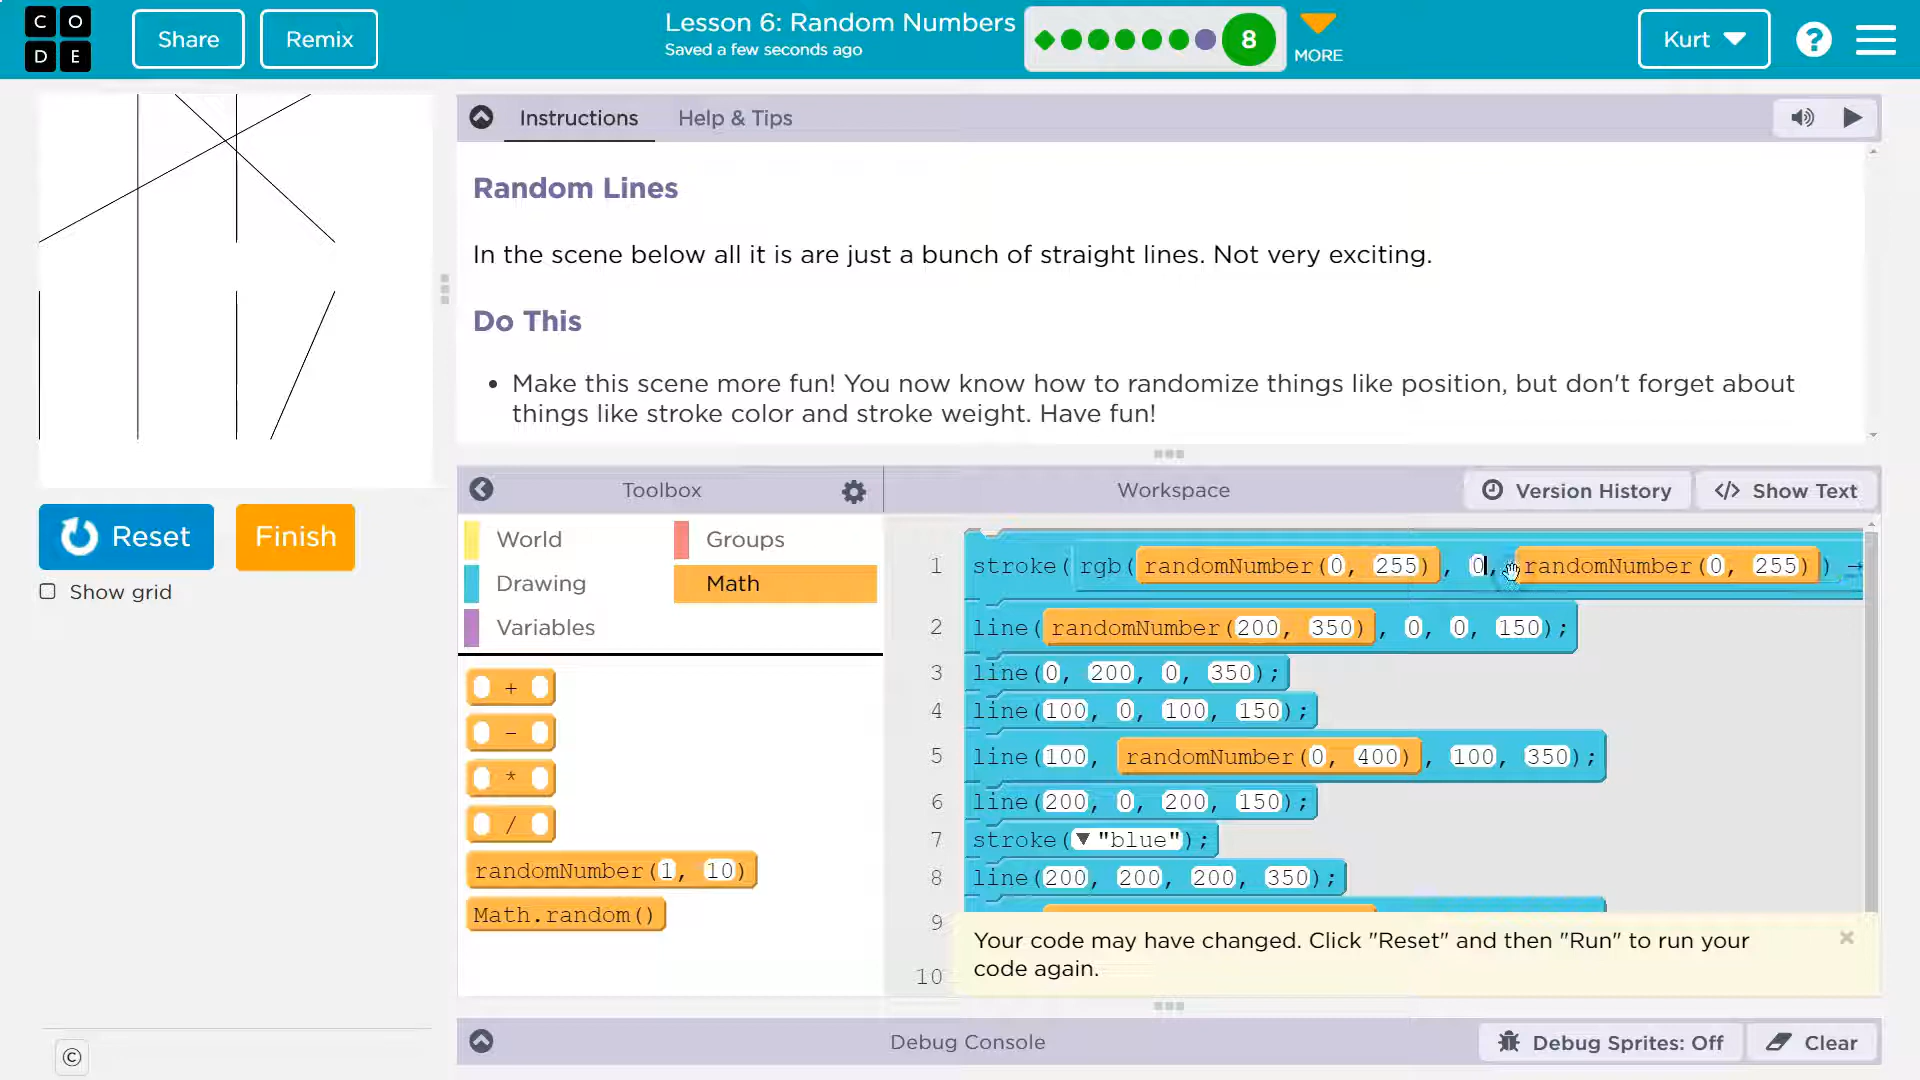 C O
D E
Share
Remix
Lesson 6: Random Numbers
Saved a few seconds ago
8
MORE
Kurt
?
Instructions
Help & Tips
Random Lines
In the scene below all it is are just a bunch of straight lines. Not very exciting.
Do This
• Make this scene more fun! You now know how to randomize things like position, but don't forget about
things like stroke color and stroke weight. Have fun!
Reset
Finish
Show grid
Toolbox
Workspace
Version History
</> Show Text
World
Groups
Drawing
Math
Variables
+
-
*
/
randomNumber(1, 10)
Math.random()
1 stroke( rgb( randomNumber(0, 255) , 0, randomNumber(0, 255) ) →
2 line( randomNumber(200, 350) , 0, 0, 150);
3 line(0, 200, 0, 350);
4 line(100, 0, 100, 150);
5 line(100, randomNumber(0, 400) , 100, 350);
6 line(200, 0, 200, 150);
7 stroke(▼"blue");
8 line(200, 200, 200, 350);
9
10
Your code may have changed. Click "Reset" and then "Run" to run your
code again.
×
Debug Console
Debug Sprites: Off
Clear
©